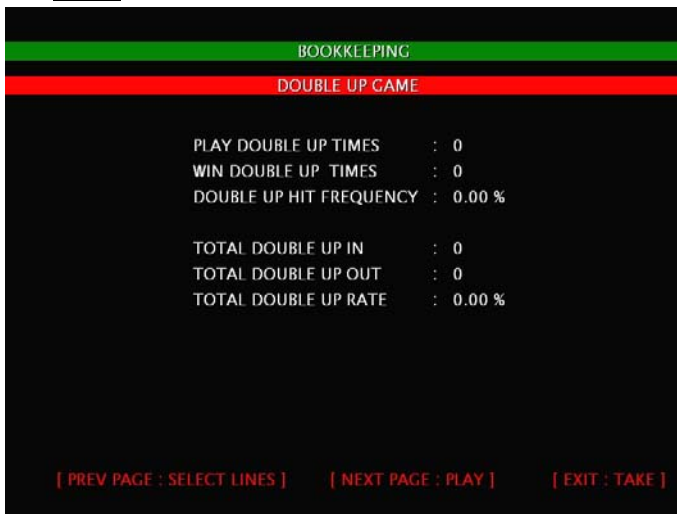 BOOKKEEPING
DOUBLE UP GAME
PLAY DOUBLE UP TIMES : 0
WIN DOUBLE UP TIMES : 0
DOUBLE UP HIT FREQUENCY : 0.00 %
TOTAL DOUBLE UP IN : 0
TOTAL DOUBLE UP OUT : 0
TOTAL DOUBLE UP RATE : 0.00 %
[ PREV PAGE : SELECT LINES ] [ NEXT PAGE : PLAY ] [ EXIT : TAKE ]